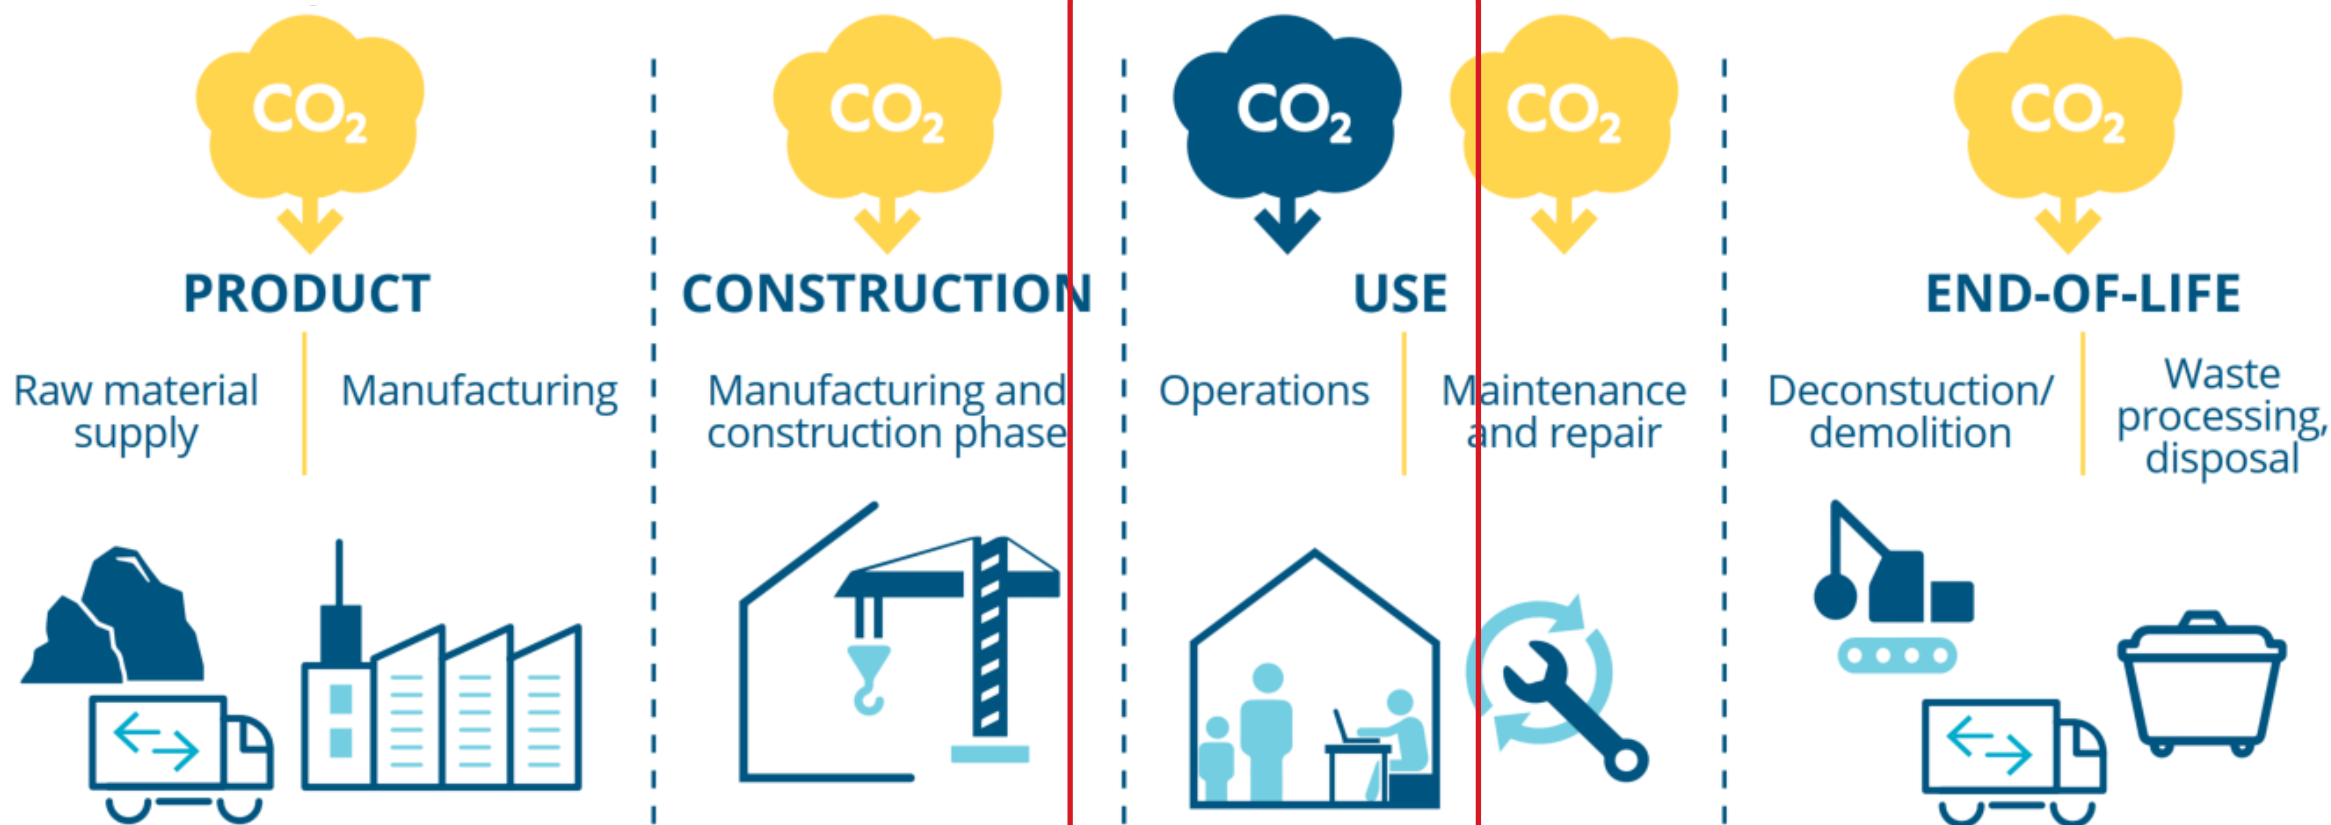 CO₂
CO₂
CO₂
CO₂
CO₂
PRODUCT
CONSTRUCTION
USE
END-OF-LIFE
Raw material
supply
Manufacturing
Manufacturing and
construction phase
Operations
Maintenance
and repair
Deconstuction/
demolition
Waste
processing,
disposal